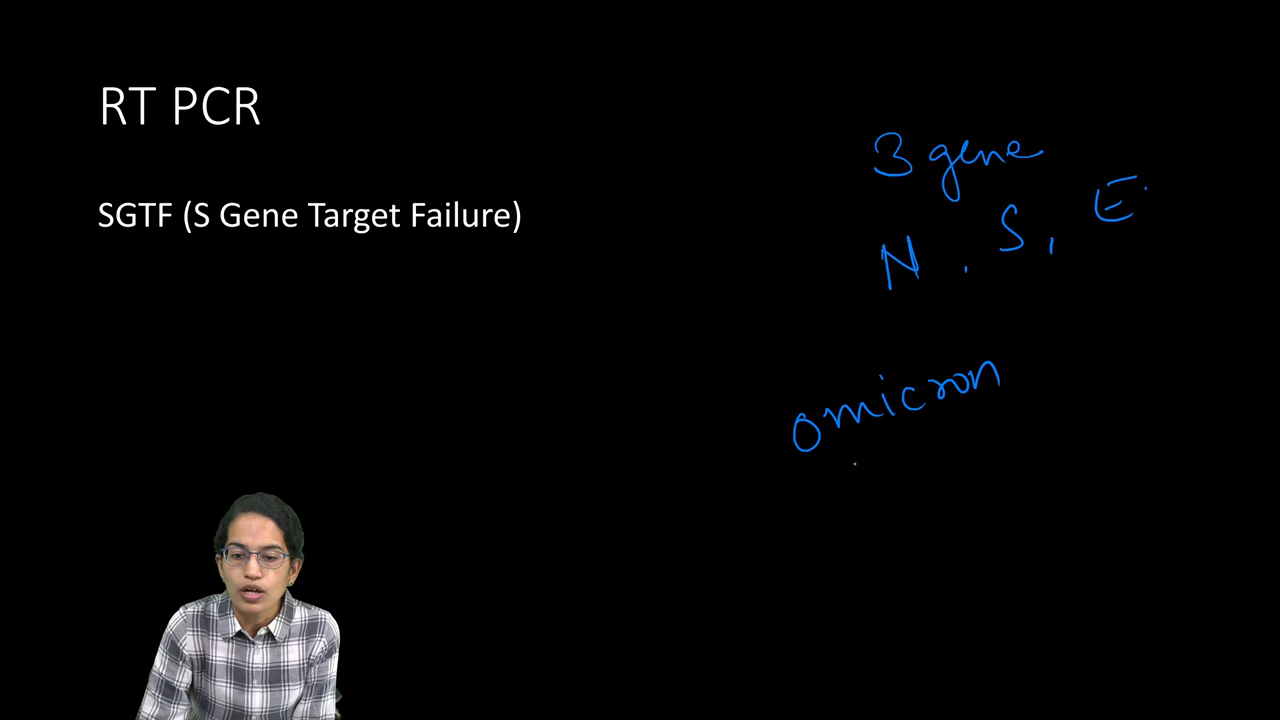 RT PCR
SGTF (S Gene Target Failure)
3 gene
N, S, E
omicron